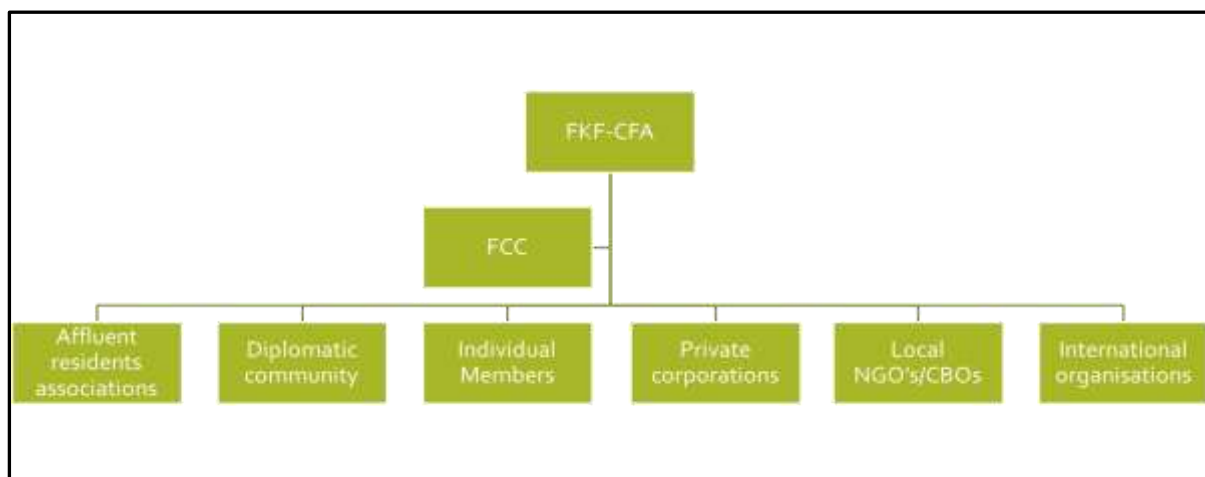 FKF-CFA
FCC
Affluent
residents
associations
Diplomatic
community
Individual
Members
Private
corporations
Local
NGO's/CBOs
International
organisations